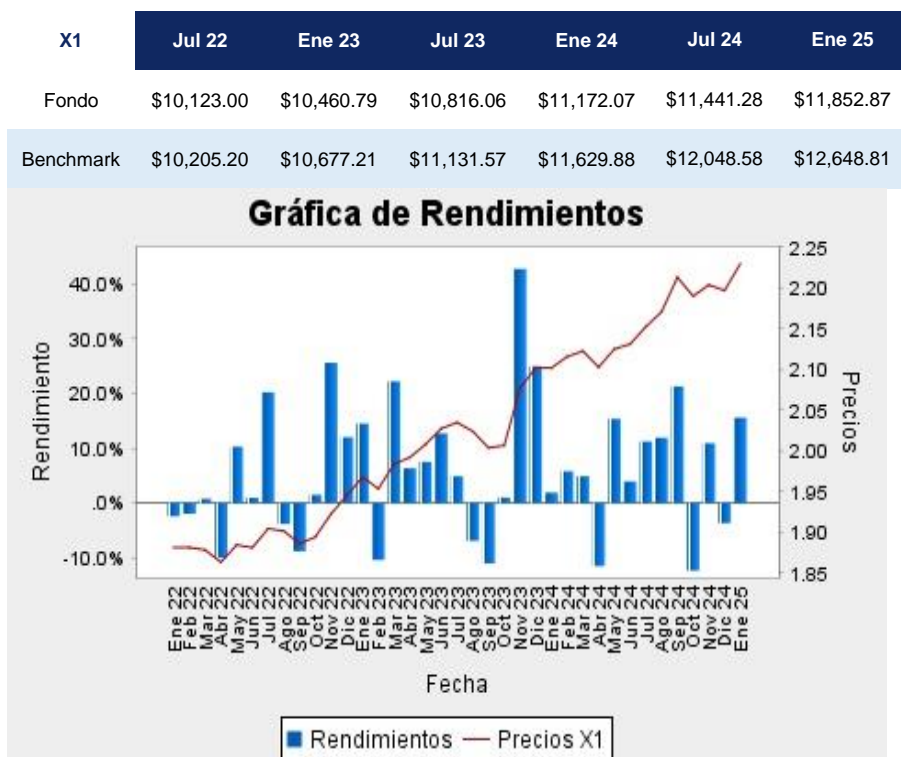 X1 Jul 22 Ene 23 Jul 23 Ene 24 Jul 24 Ene 25
Fondo $10,123.00 $10,460.79 $10,816.06 $11,172.07 $11,441.28 $11,852.87
Benchmark $10,205.20 $10,677.21 $11,131.57 $11,629.88 $12,048.58 $12,648.81
Gráfica de Rendimientos
Rendimiento
40.0%
30.0%
20.0%
10.0%
.0%
-10.0%
2.25
2.20
2.15
2.10
2.05
2.00
1.95
1.90
1.85
Precios
Ene 22
Feb 22
Mar 22
Abr 22
May 22
Jun 22
Jul 22
Ago 22
Sep 22
Oct 22
Nov 22
Dic 22
Ene 23
Feb 23
Mar 23
Abr 23
May 23
Jun 23
Jul 23
Ago 23
Sep 23
Oct 23
Nov 23
Dic 23
Ene 24
Feb 24
Mar 24
Abr 24
May 24
Jun 24
Jul 24
Ago 24
Sep 24
Oct 24
Nov 24
Dic 24
Ene 25
Fecha
Rendimientos Precios X1